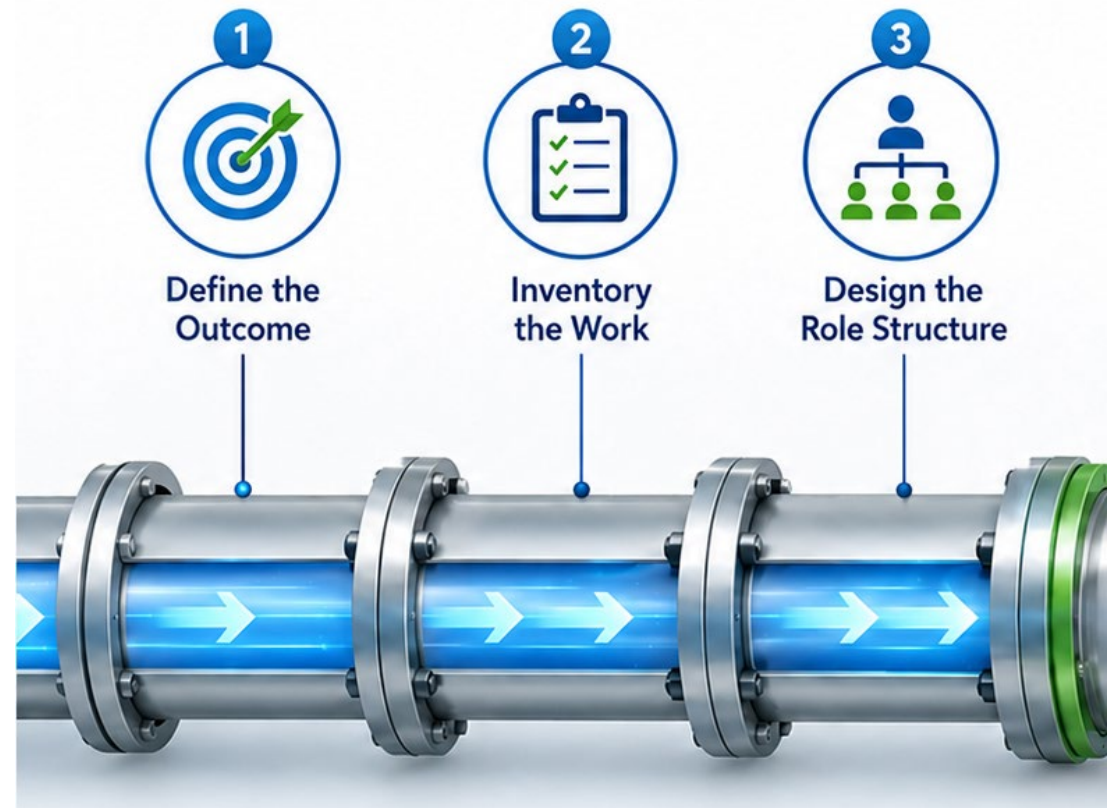 1
Define the
Outcome
2
Inventory
the Work
3
Design the
Role Structure